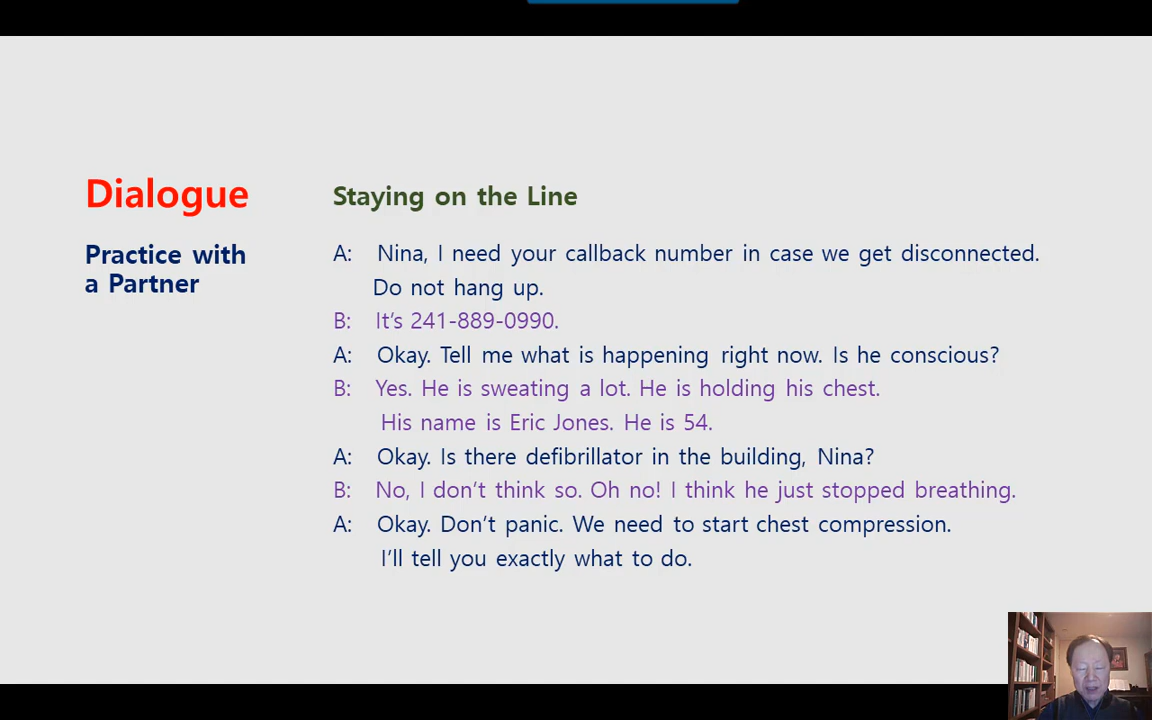 Dialogue
Practice with
a Partner
Staying on the Line
A: Nina, I need your callback number in case we get disconnected.
Do not hang up.
B: It’s 241-889-0990.
A: Okay. Tell me what is happening right now. Is he conscious?
B: Yes. He is sweating a lot. He is holding his chest.
His name is Eric Jones. He is 54.
A: Okay. Is there defibrillator in the building, Nina?
B: No, I don’t think so. Oh no! I think he just stopped breathing.
A: Okay. Don’t panic. We need to start chest compression.
I’ll tell you exactly what to do.